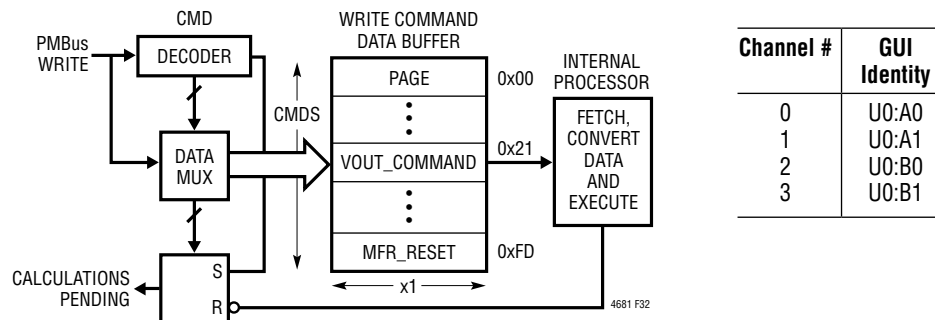 CMD
PMBus
WRITE
DECODER
DATA
MUX
CMDS
WRITE COMMAND
DATA BUFFER
PAGE
0x00
VOUT_COMMAND
0x21
MFR_RESET
0xFD
x1
INTERNAL
PROCESSOR
FETCH,
CONVERT
DATA
AND
EXECUTE
CALCULATIONS
PENDING
S
R
4681 F32
Channel # GUI
Identity
0 U0:A0
1 U0:A1
2 U0:B0
3 U0:B1